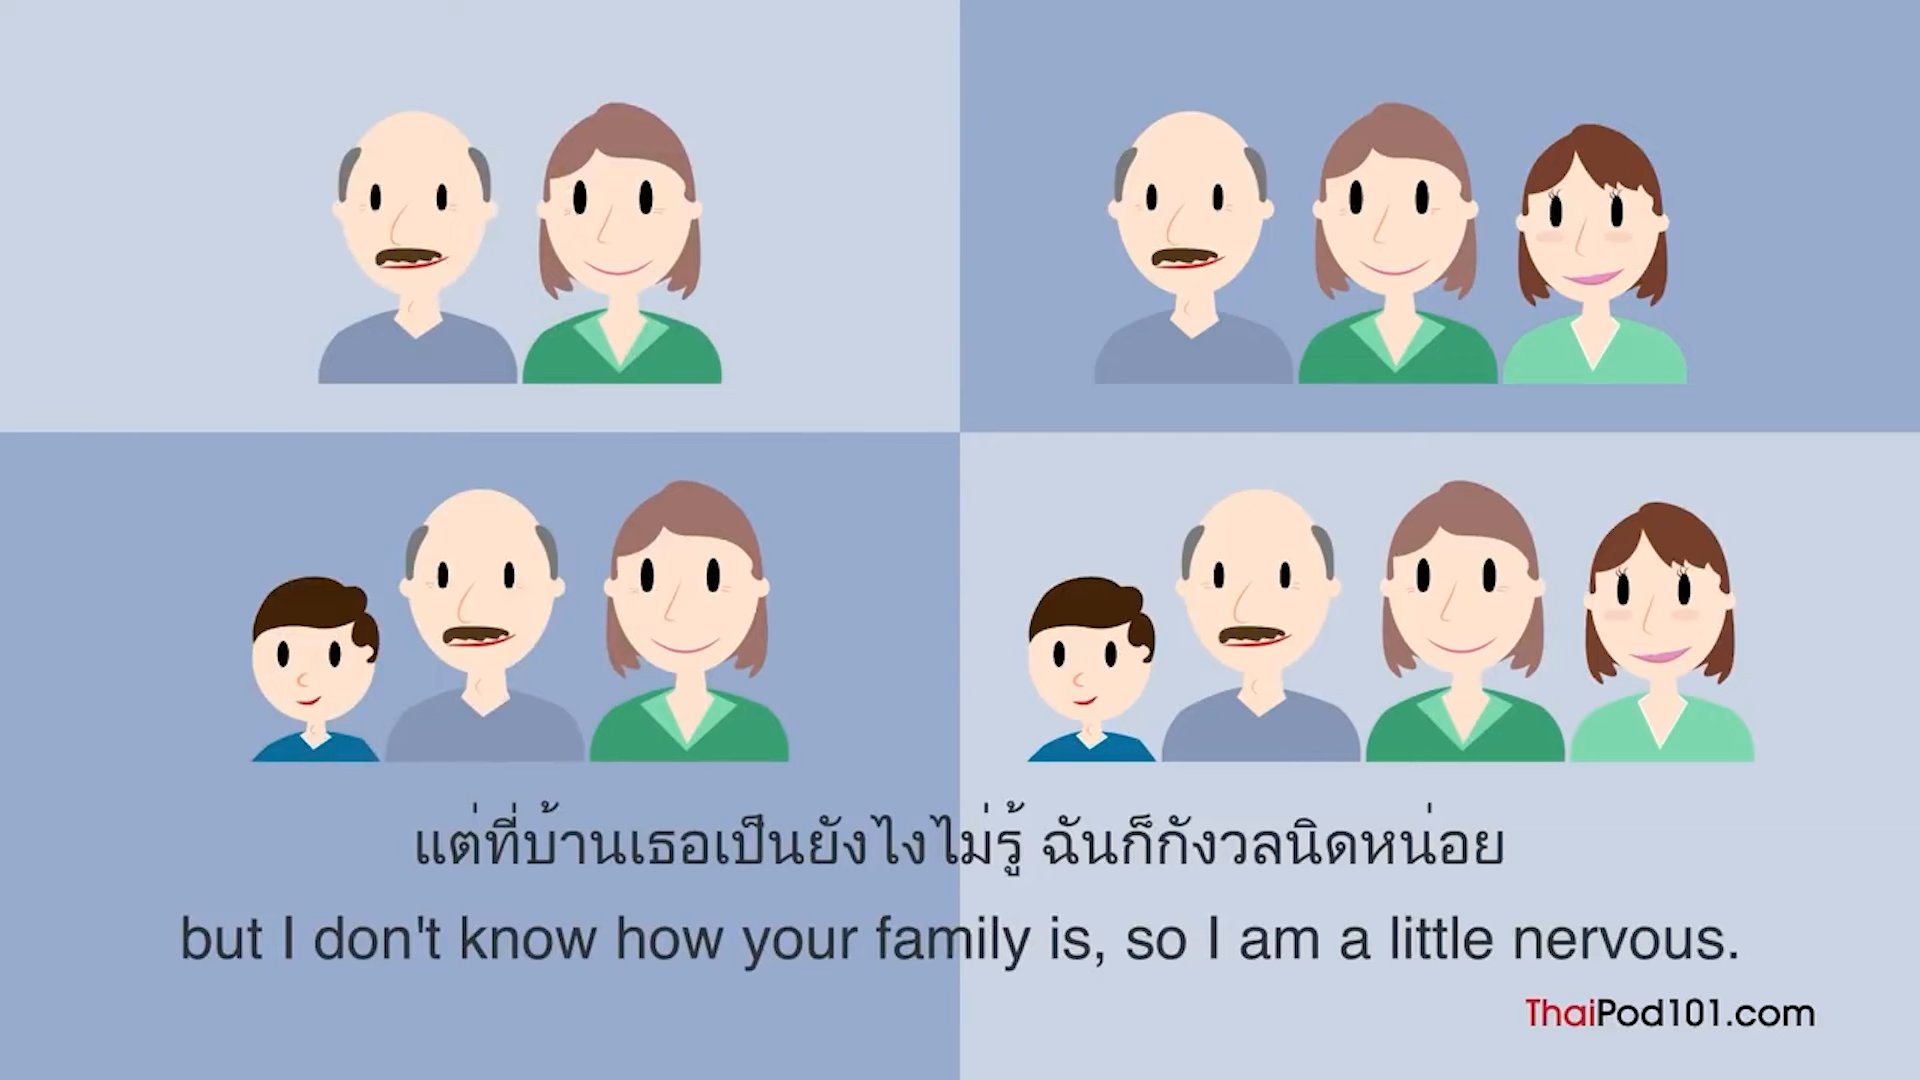 แต่ที่บ้านเธอเป็นยังไงไม่รู้ ฉันก็กังวลนิดหน่อย
but I don't know how your family is, so I am a little nervous.
ThaiPod101.com